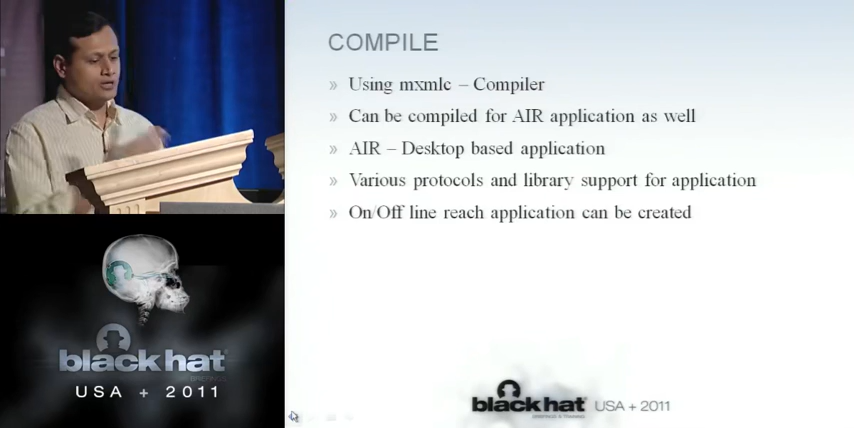 COMPILE
» Using mxmlc – Compiler
» Can be compiled for AIR application as well
» AIR – Desktop based application
» Various protocols and library support for application
» On/Off line reach application can be created
black hat
USA + 2011
black hat USA + 2011